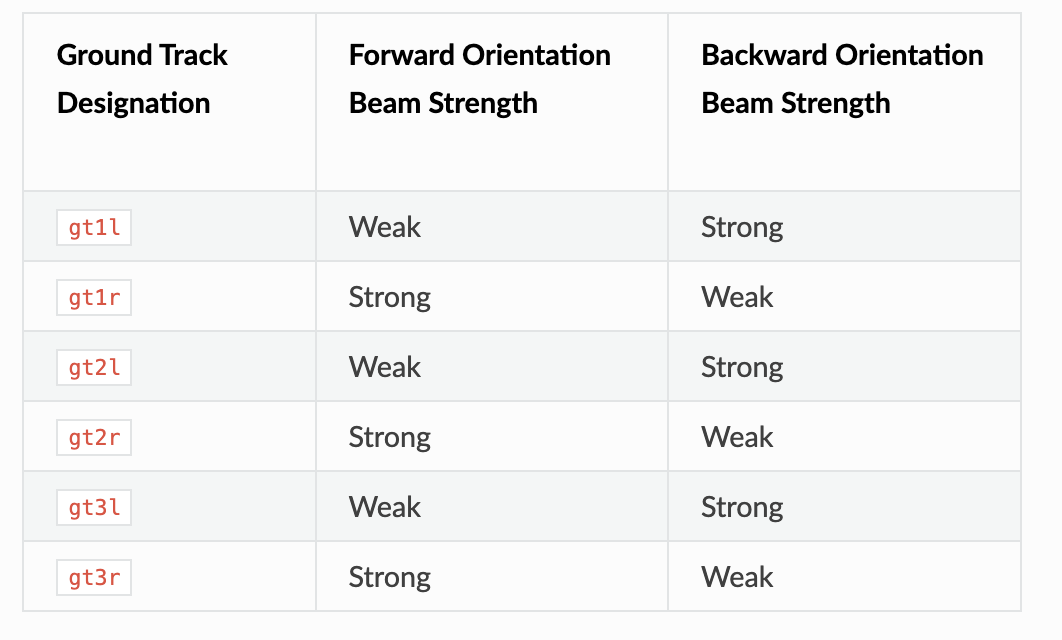 Ground Track Designation | Forward Orientation Beam Strength | Backward Orientation Beam Strength
gt1l | Weak | Strong
gt1r | Strong | Weak
gt2l | Weak | Strong
gt2r | Strong | Weak
gt3l | Weak | Strong
gt3r | Strong | Weak